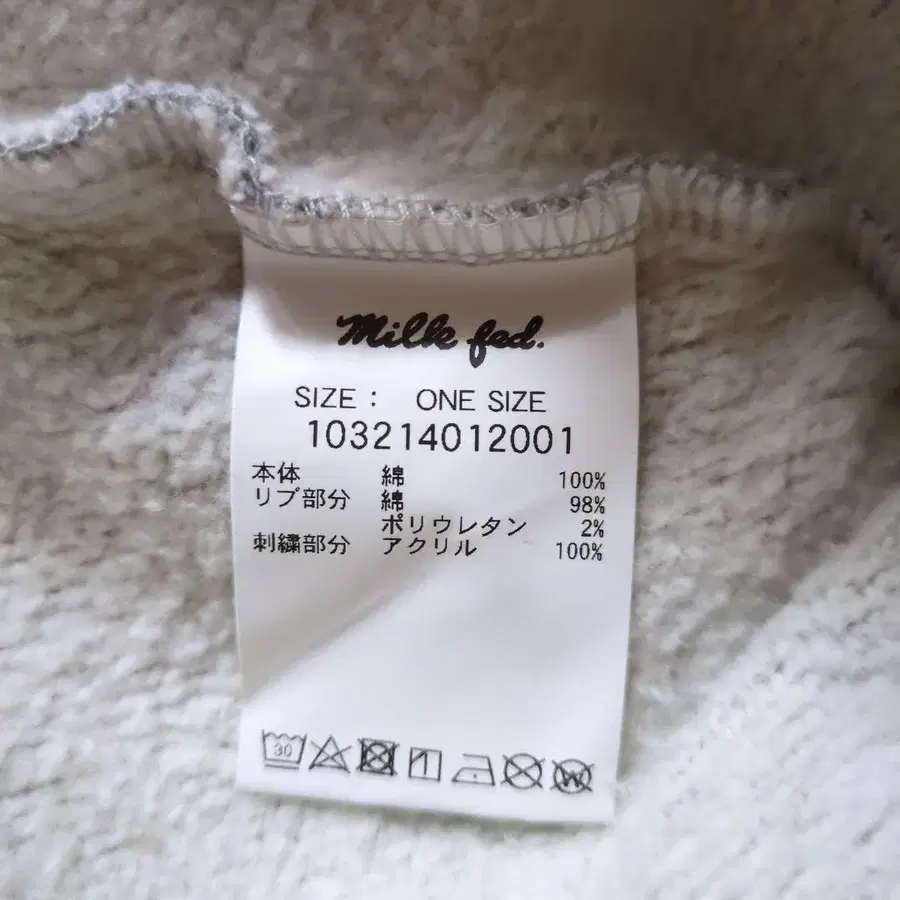 Milk fed.
SIZE : ONE SIZE
103214012001
本体 綿 100%
リブ部分 綿 98%
ポリウレタン 2%
刺繍部分 アクリル 100%
30
W